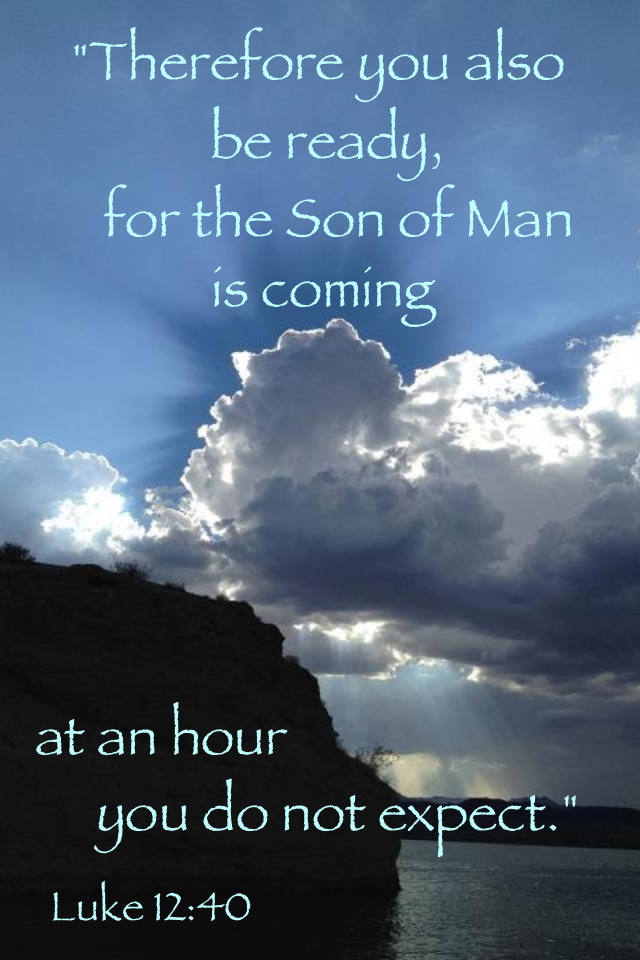 "Therefore you also
be ready,
for the Son of Man
is coming
at an hour
you do not expect."
Luke 12:40